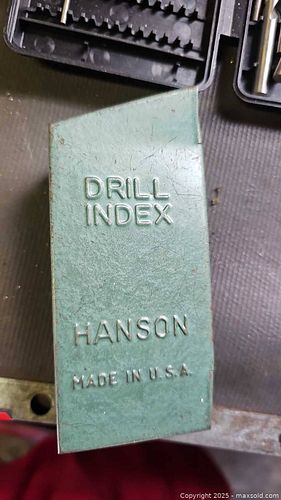 DRILL
INDEX
HANSON
MADE IN U.S.A.
Copyright © 2025 - maxsold.com